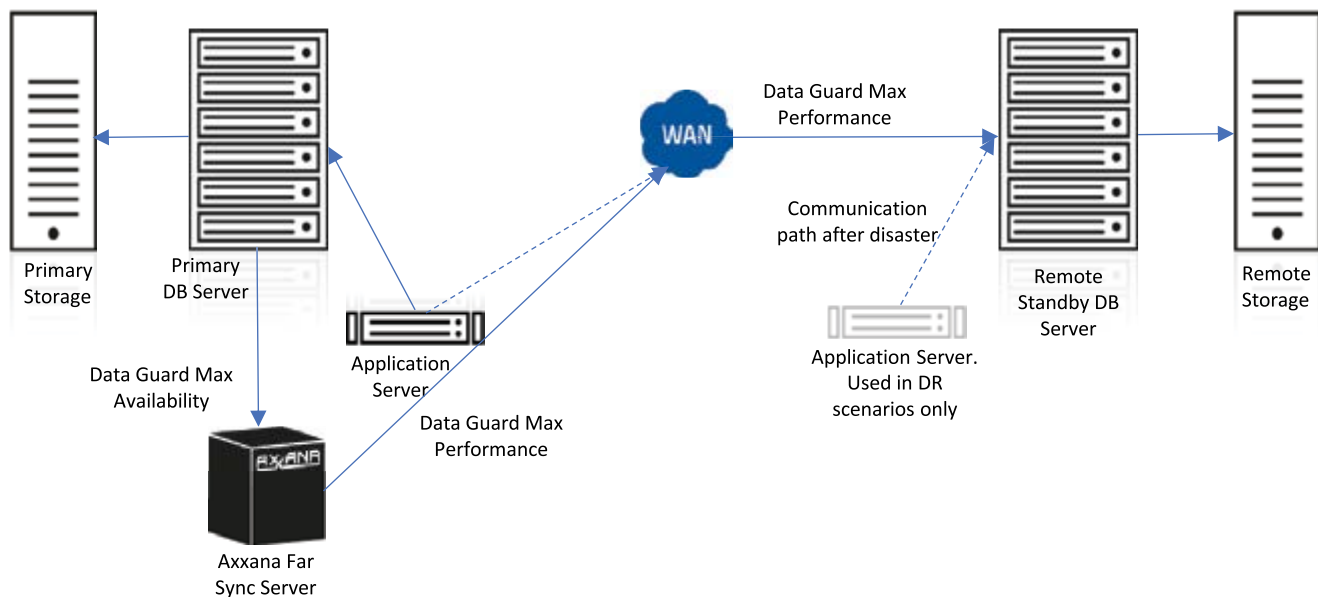 Data Guard Max
Performance
WAN
Communication
path after disaster
Primary
Storage
Primary
DB Server
Remote
Standby DB
Server
Remote
Storage
Application
Server
Application Server.
Used in DR
scenarios only
Data Guard Max
Availability
Data Guard Max
Performance
AXXANA
Axxana Far
Sync Server